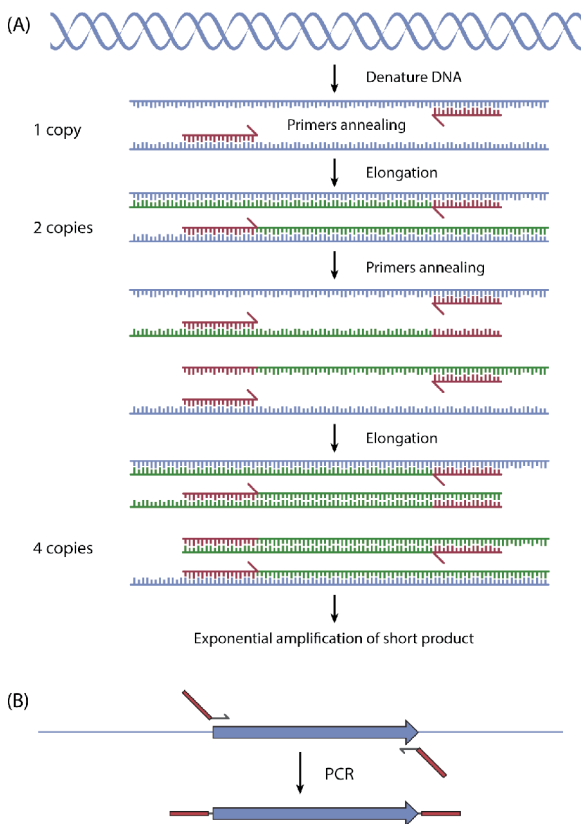 (A)
Denature DNA
1 copy
Primers annealing
Elongation
2 copies
Primers annealing
Elongation
4 copies
Exponential amplification of short product
(B)
PCR